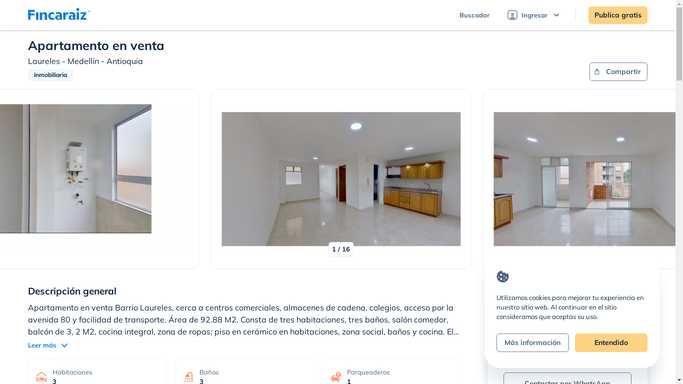 Fincaraiz
Buscador
Ingresar
Publica gratis
Apartamento en venta
Laureles - Medellín - Antioquia
Inmobiliaria
Compartir
1 / 16
Descripción general
Apartamento en venta Barrio Laureles, cerca a centros comerciales, almacenes de cadena, colegios, acceso por la
avenida 80 y facilidad de transporte. Área de 92,88 M2. Consta de tres habitaciones, tres baños, salón comedor,
balcón de 3, 2 M2, cocina integral, zona de ropas; piso en cerámico en habitaciones, zona social, baños y cocina. El...
Leer más
Habitaciones
3
Baños
3
Parqueaderos
1
Utilizamos cookies para mejorar tu experiencia en
nuestro sitio web. Al continuar en el sitio
consideramos que aceptas su uso.
Más información
Entendido
Contactar por WhatsApp